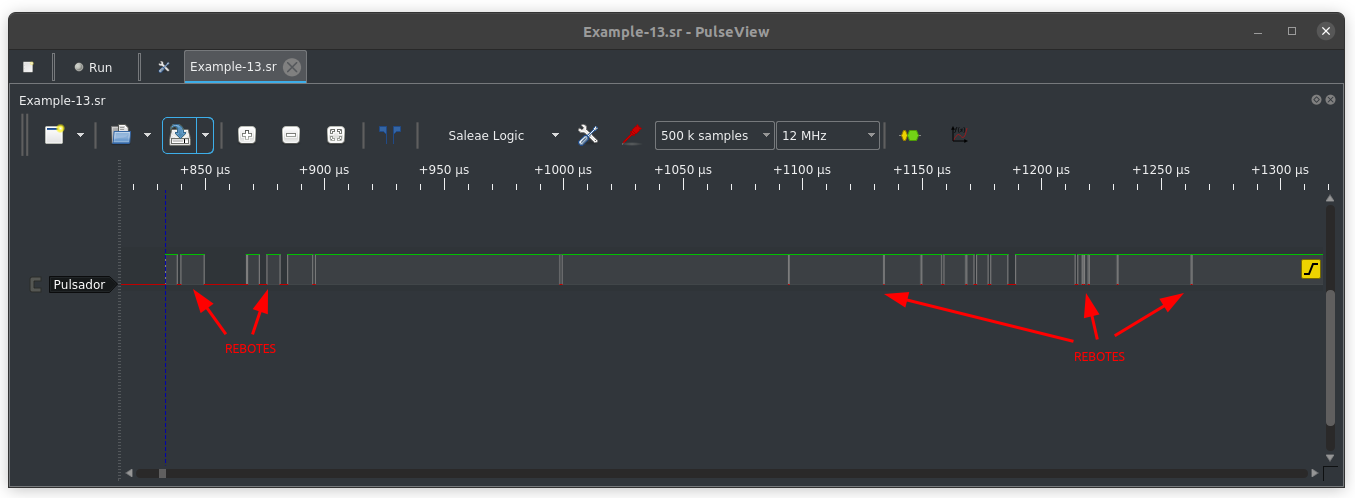 Example-13.sr - PulseView
Run
Example-13.sr
Example-13.sr
Saleae Logic
500 k samples
12 MHz
+850 µs +900 µs +950 µs +1000 µs +1050 µs +1100 µs +1150 µs +1200 µs +1250 µs +1300 µs
Pulsador
REBOTES
REBOTES